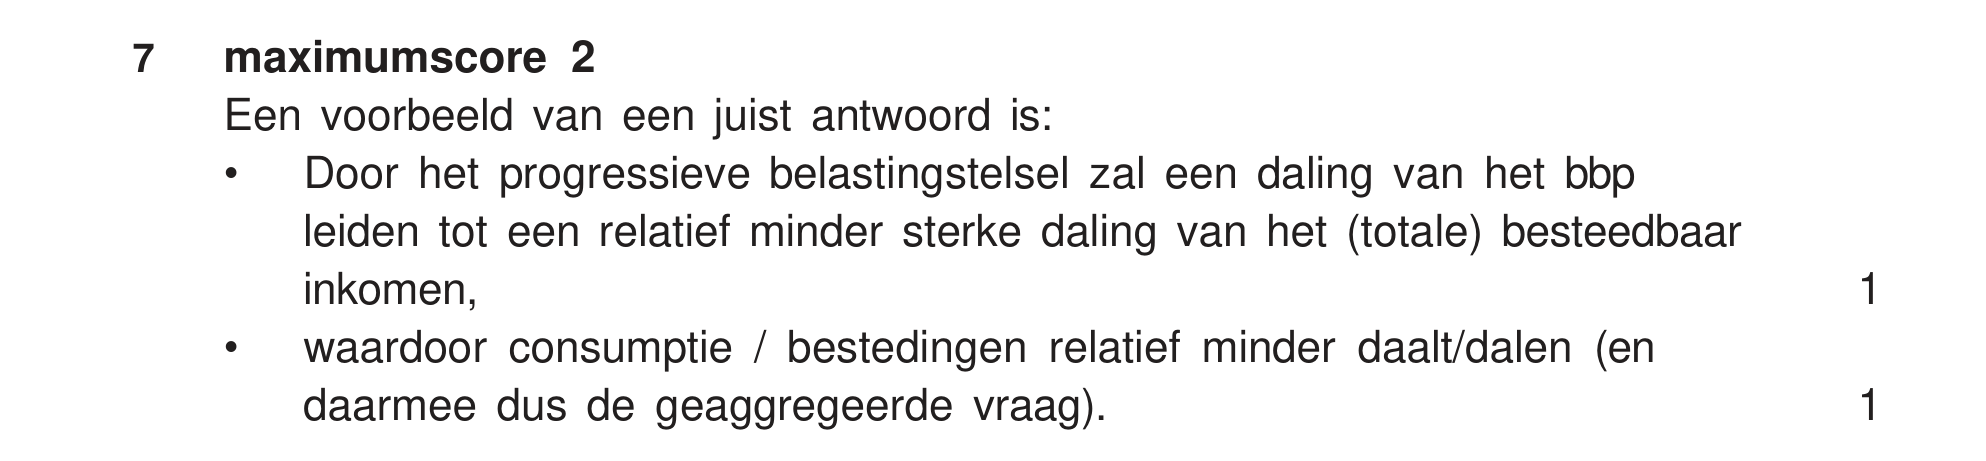 7 maximumscore 2
Een voorbeeld van een juist antwoord is:
• Door het progressieve belastingstelsel zal een daling van het bbp
leiden tot een relatief minder sterke daling van het (totale) besteedbaar
inkomen, 1
• waardoor consumptie / bestedingen relatief minder daalt/dalen (en
daarmee dus de geaggregeerde vraag). 1